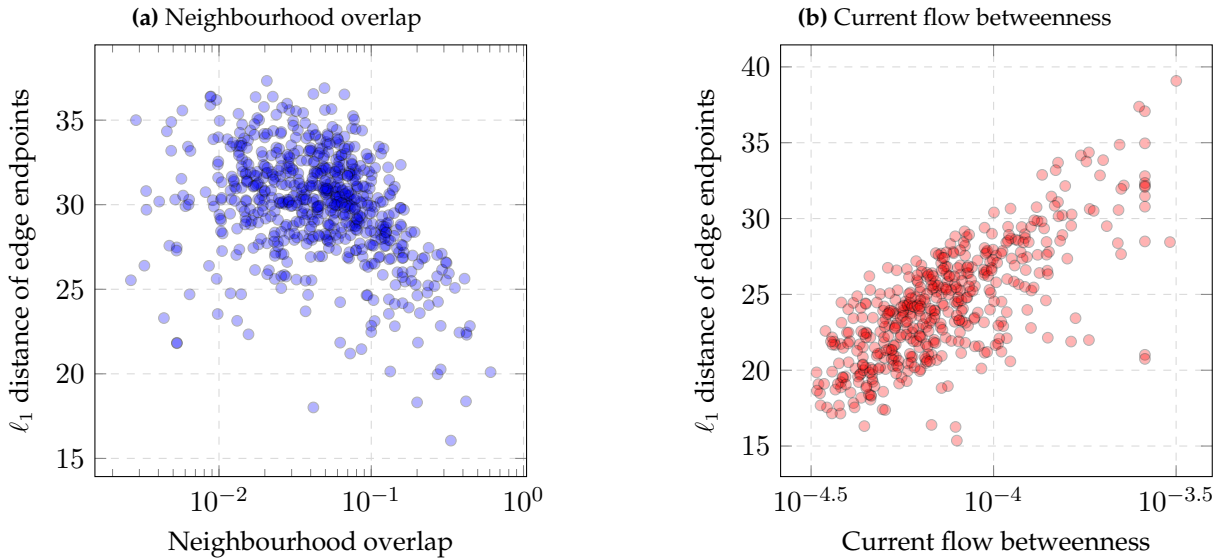 (a) Neighbourhood overlap
35
30
25
20
15
10⁻² 10⁻¹ 10⁰
Neighbourhood overlap
ℓ₁ distance of edge endpoints
(b) Current flow betweenness
40
35
30
25
20
15
10⁻⁴·⁵ 10⁻⁴ 10⁻³·⁵
Current flow betweenness
ℓ₁ distance of edge endpoints